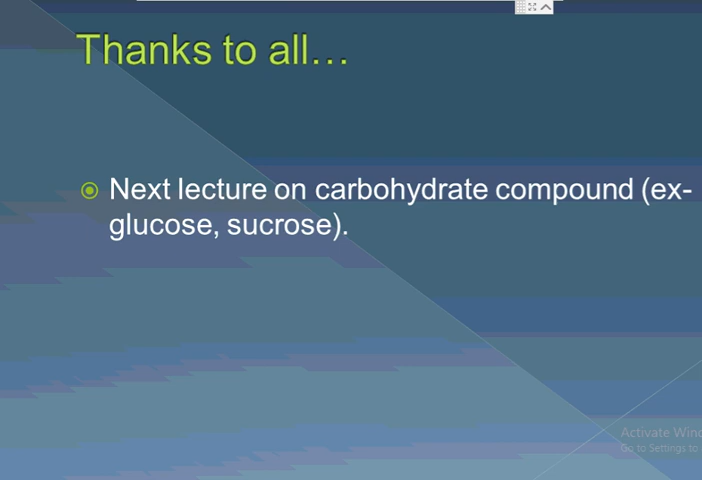 Thanks to all...
Next lecture on carbohydrate compound (ex-
glucose, sucrose).
Activate Wind
Go to Settings to